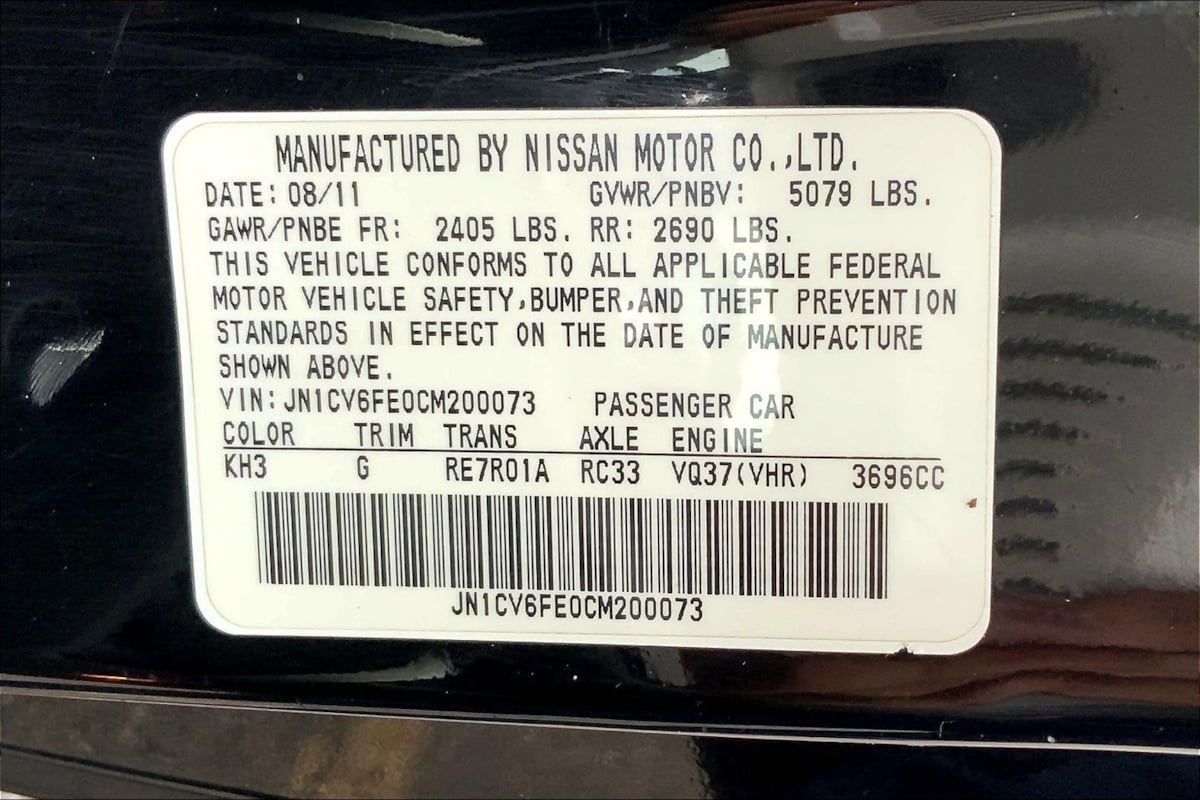 MANUFACTURED BY NISSAN MOTOR CO.,LTD.
DATE: 08/11 GVWR/PNBV: 5079 LBS.
GAWR/PNBE FR: 2405 LBS. RR: 2690 LBS.
THIS VEHICLE CONFORMS TO ALL APPLICABLE FEDERAL
MOTOR VEHICLE SAFETY,BUMPER,AND THEFT PREVENTION
STANDARDS IN EFFECT ON THE DATE OF MANUFACTURE
SHOWN ABOVE.
VIN: JN1CV6FE0CM200073 PASSENGER CAR
COLOR TRIM TRANS AXLE ENGINE
KH3 G RE7R01A RC33 VQ37(VHR) 3696CC
JN1CV6FE0CM200073